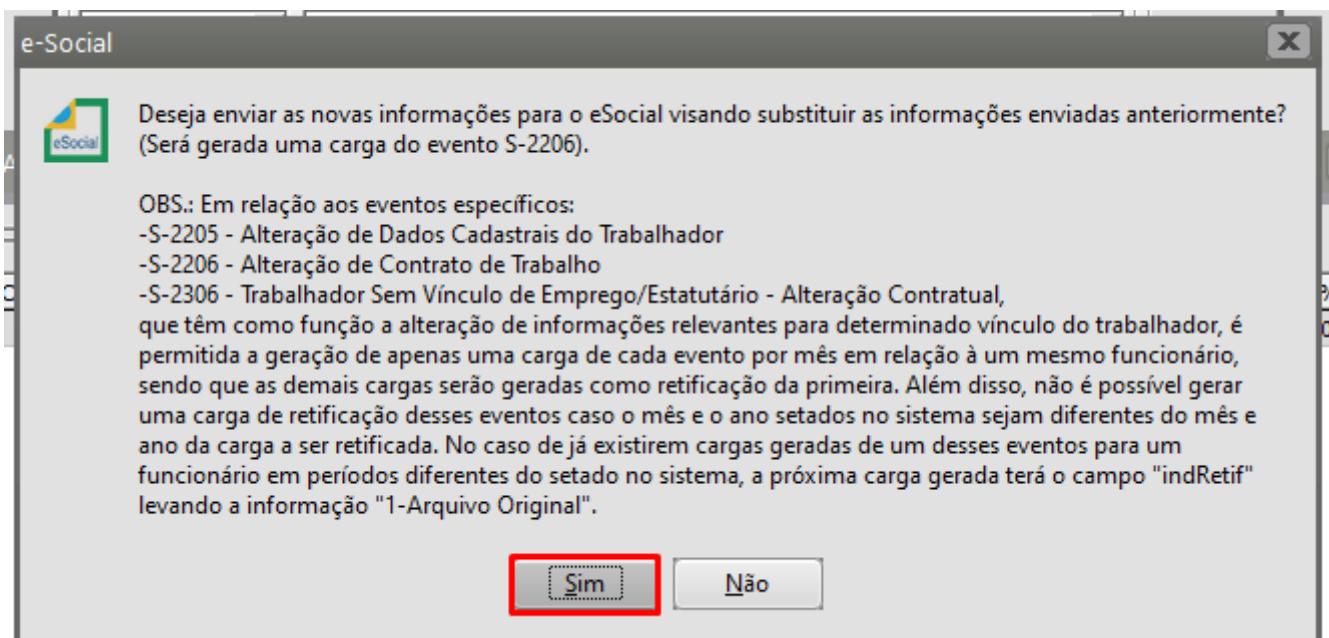 e-Social
eSocial
Deseja enviar as novas informações para o eSocial visando substituir as informações enviadas anteriormente?
(Será gerada uma carga do evento S-2206).
OBS.: Em relação aos eventos específicos:
-S-2205 - Alteração de Dados Cadastrais do Trabalhador
-S-2206 - Alteração de Contrato de Trabalho
-S-2306 - Trabalhador Sem Vínculo de Emprego/Estatutário - Alteração Contratual,
que têm como função a alteração de informações relevantes para determinado vínculo do trabalhador, é
permitida a geração de apenas uma carga de cada evento por mês em relação à um mesmo funcionário,
sendo que as demais cargas serão geradas como retificação da primeira. Além disso, não é possível gerar
uma carga de retificação desses eventos caso o mês e o ano setados no sistema sejam diferentes do mês e
ano da carga a ser retificada. No caso de já existirem cargas geradas de um desses eventos para um
funcionário em períodos diferentes do setado no sistema, a próxima carga gerada terá o campo "indRetif"
levando a informação "1-Arquivo Original".
Sim
Não